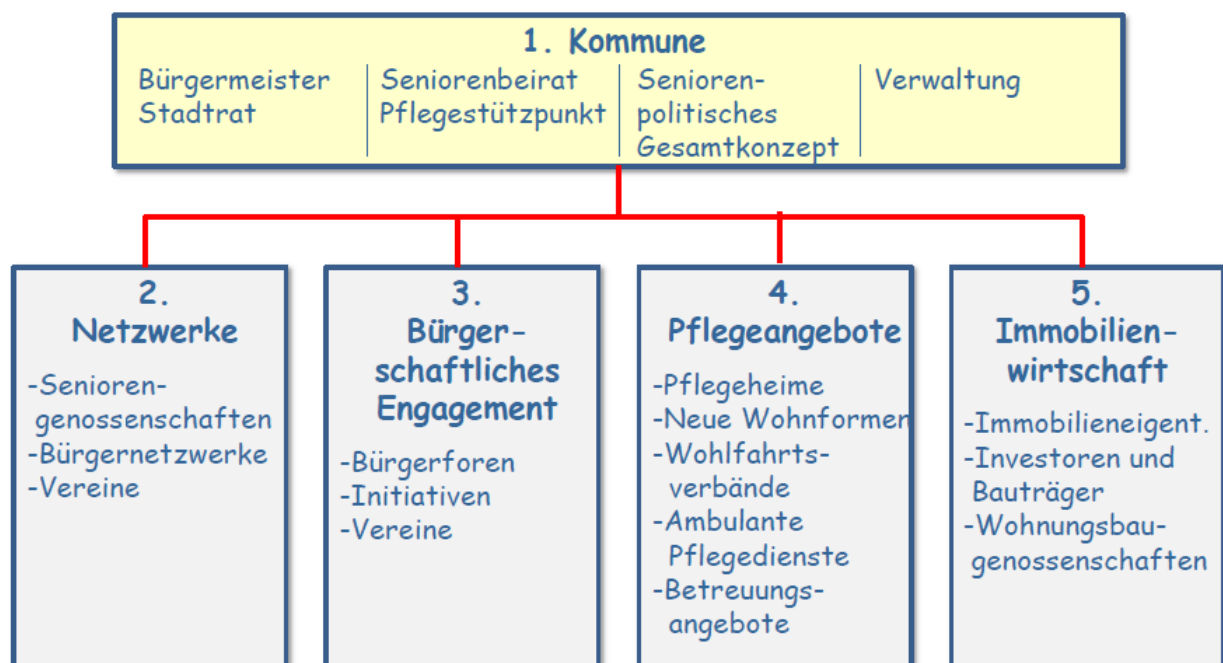 1. Kommune
Bürgermeister
Stadtrat
Seniorenbeirat
Pflegestützpunkt
Senioren-
politisches
Gesamtkonzept
Verwaltung
2.
Netzwerke
-Senioren-
genossenschaften
-Bürgernetzwerke
-Vereine
3.
Bürger-
schaftliches
Engagement
-Bürgerforen
-Initiativen
-Vereine
4.
Pflegeangebote
-Pflegeheime
-Neue Wohnformen
-Wohlfahrts-
verbände
-Ambulante
Pflegedienste
-Betreuungs-
angebote
5.
Immobilien-
wirtschaft
-Immobilieneigent.
-Investoren und
Bauträger
-Wohnungsbau-
genossenschaften